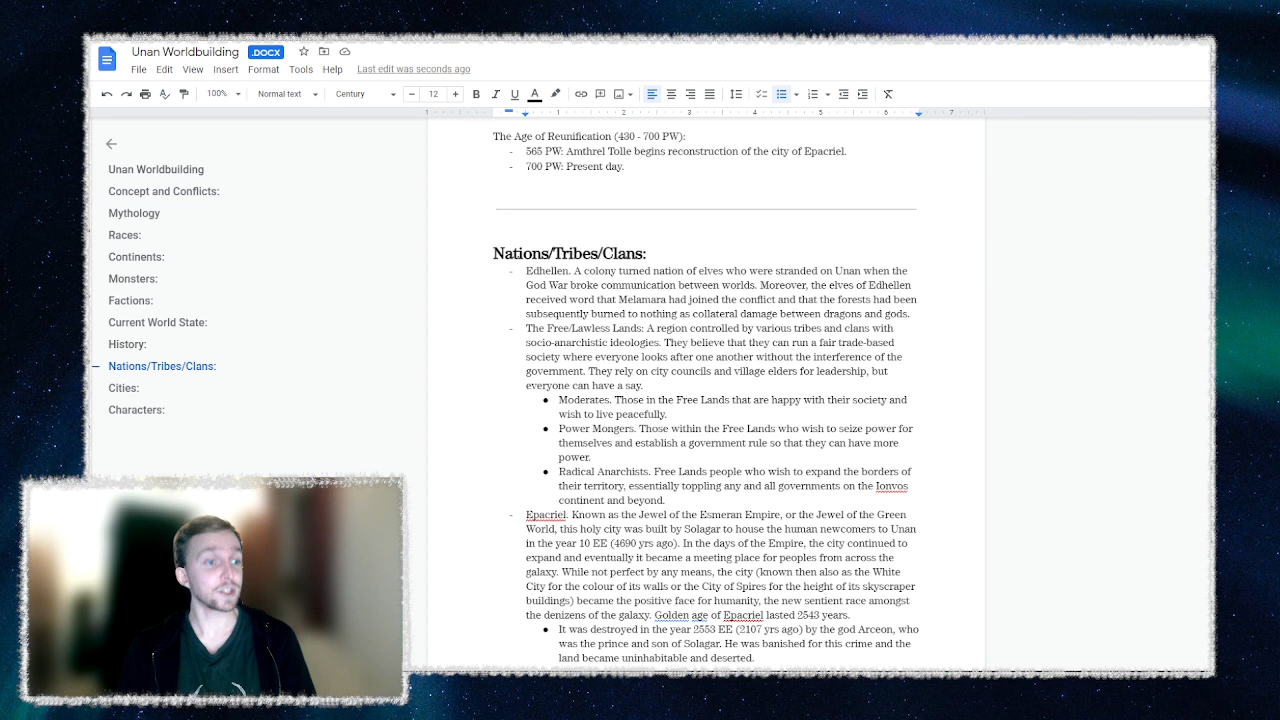 Unan Worldbuilding .DOCX
File Edit View Insert Format Tools Help Last edit was seconds ago
100% Normal text Century 12 B I U A
1 1 2 3 4 5 6 7
Unan Worldbuilding
Concept and Conflicts:
Mythology
Races:
Continents:
Monsters:
Factions:
Current World State:
History:
Nations/Tribes/Clans:
Cities:
Characters:
The Age of Reunification (430 - 700 PW):
- 565 PW: Amthrel Tolle begins reconstruction of the city of Epacriel.
- 700 PW: Present day.
Nations/Tribes/Clans:
- Edhellen. A colony turned nation of elves who were stranded on Unan when the
God War broke communication between worlds. Moreover, the elves of Edhellen
received word that Melamara had joined the conflict and that the forests had been
subsequently burned to nothing as collateral damage between dragons and gods.
- The Free/Lawless Lands: A region controlled by various tribes and clans with
socio-anarchistic ideologies. They believe that they can run a fair trade-based
society where everyone looks after one another without the interference of the
government. They rely on city councils and village elders for leadership, but
everyone can have a say.
● Moderates. Those in the Free Lands that are happy with their society and
wish to live peacefully.
● Power Mongers. Those within the Free Lands who wish to seize power for
themselves and establish a government rule so that they can have more
power.
● Radical Anarchists. Free Lands people who wish to expand the borders of
their territory, essentially toppling any and all governments on the Ionvos
continent and beyond.
- Epacriel. Known as the Jewel of the Esmeran Empire, or the Jewel of the Green
World, this holy city was built by Solagar to house the human newcomers to Unan
in the year 10 EE (4690 yrs ago). In the days of the Empire, the city continued to
expand and eventually it became a meeting place for peoples from across the
galaxy. While not perfect by any means, the city (known then also as the White
City for the colour of its walls or the City of Spires for the height of its skyscraper
buildings) became the positive face for humanity, the new sentient race amongst
the denizens of the galaxy. Golden age of Epacriel lasted 2543 years.
● It was destroyed in the year 2553 EE (2107 yrs ago) by the god Arceon, who
was the prince and son of Solagar. He was banished for this crime and the
land became uninhabitable and deserted.